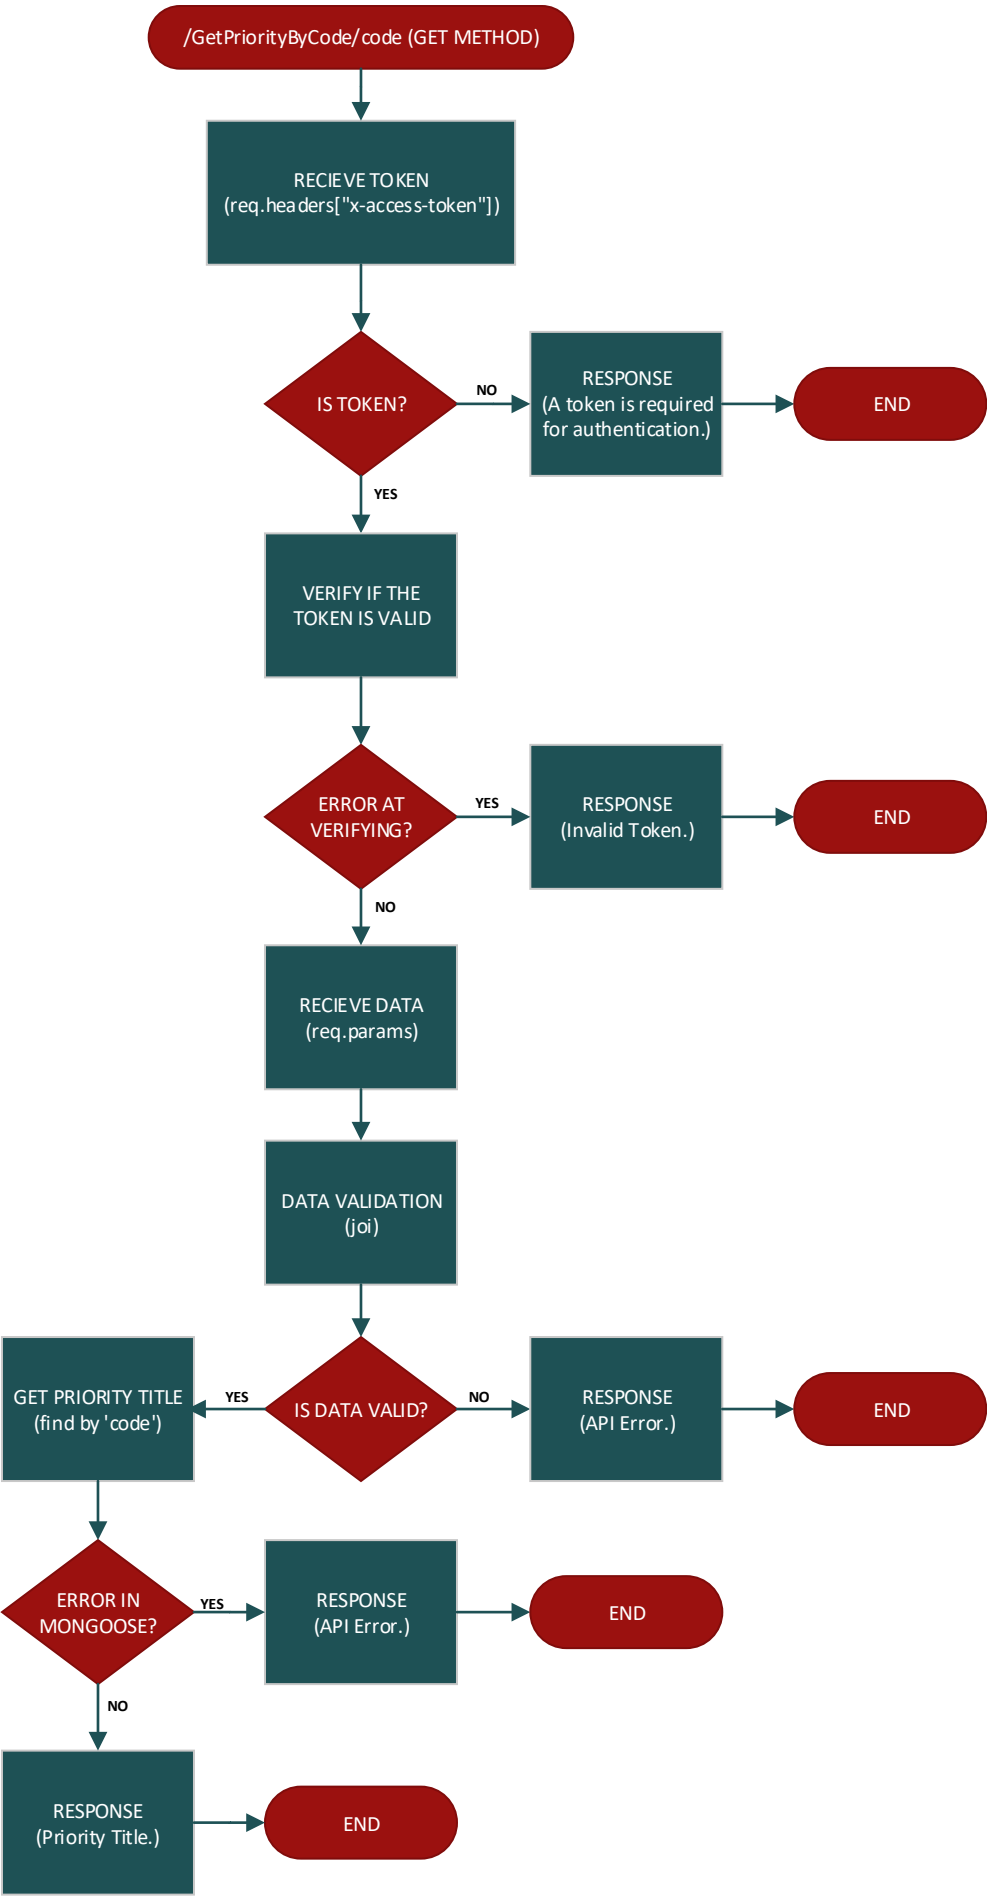 /GetPriorityByCode/code (GET METHOD)
RECIEVE TOKEN
(req.headers["x-access-token"])
IS TOKEN?
NO
RESPONSE
(A token is required
for authentication.)
END
YES
VERIFY IF THE
TOKEN IS VALID
ERROR AT
VERIFYING?
YES
RESPONSE
(Invalid Token.)
END
NO
RECIEVE DATA
(req.params)
DATA VALIDATION
(joi)
IS DATA VALID?
NO
RESPONSE
(API Error.)
END
YES
GET PRIORITY TITLE
(find by 'code')
ERROR IN
MONGOOSE?
YES
RESPONSE
(API Error.)
END
NO
RESPONSE
(Priority Title.)
END